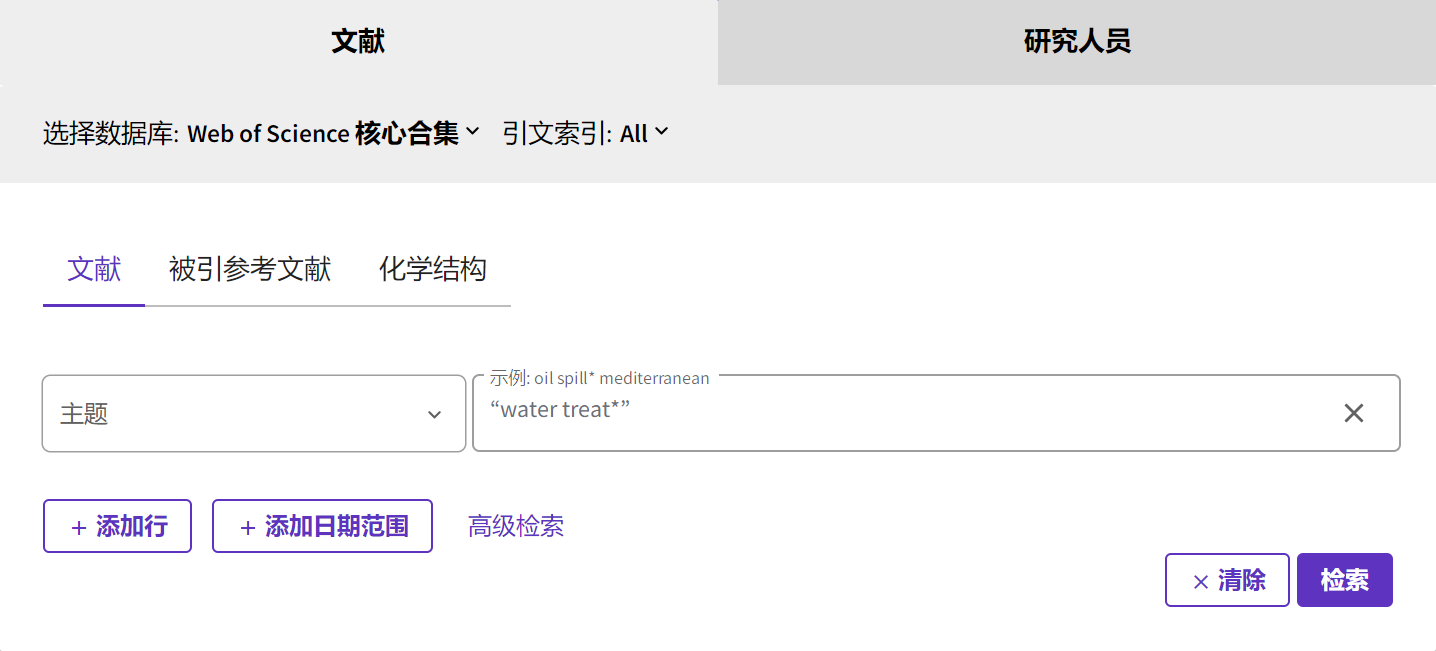 文献 研究人员
选择数据库: Web of Science 核心合集 引文索引: All
文献 被引参考文献 化学结构
示例: oil spill* mediterranean
主题 “water treat*”
+ 添加行 + 添加日期范围 高级检索
× 清除 检索